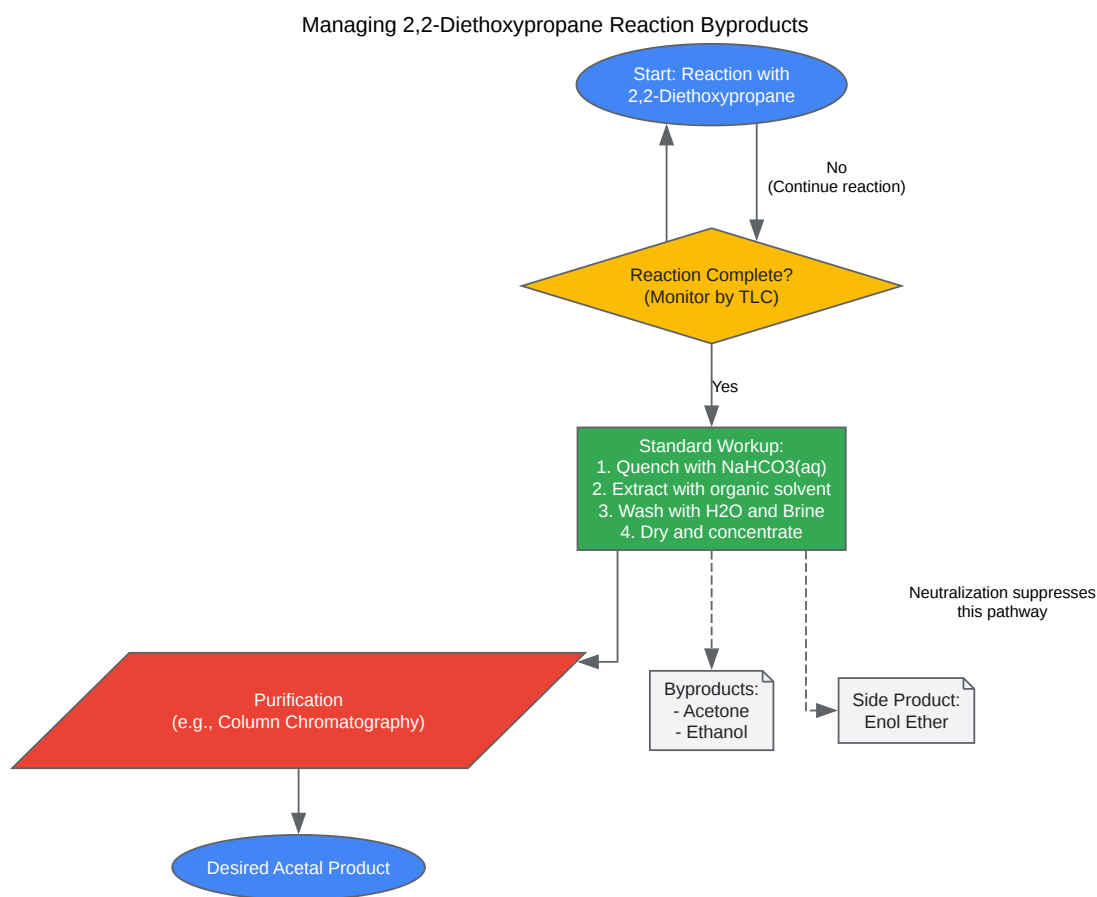 Managing 2,2-Diethoxypropane Reaction Byproducts
Start: Reaction with
2,2-Diethoxypropane
No
(Continue reaction)
Reaction Complete?
(Monitor by TLC)
Yes
Standard Workup:
1. Quench with NaHCO3(aq)
2. Extract with organic solvent
3. Wash with H2O and Brine
4. Dry and concentrate
Neutralization suppresses
this pathway
Purification
(e.g., Column Chromatography)
Byproducts:
- Acetone
- Ethanol
Side Product:
Enol Ether
Desired Acetal Product